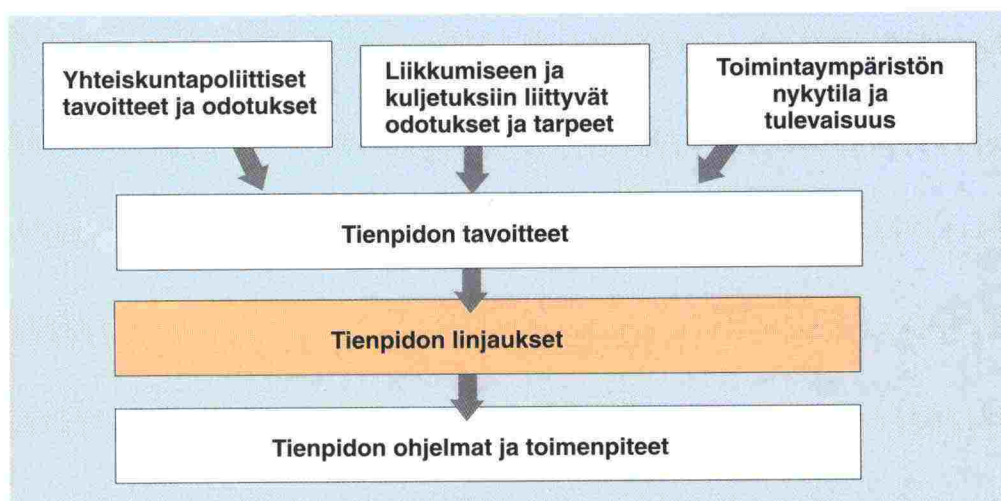 Yhteiskuntapoliittiset
tavoitteet ja odotukset
Liikkumiseen ja
kuljetuksiin liittyvät
odotukset ja tarpeet
Toimintaympäristön
nykytila ja
tulevaisuus
Tienpidon tavoitteet
Tienpidon linjaukset
Tienpidon ohjelmat ja toimenpiteet